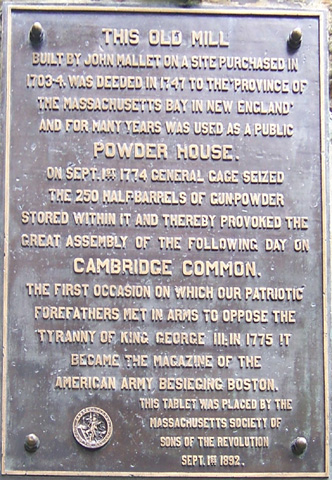 THIS OLD MILL
BUILT BY JOHN MALLET ON A SITE PURCHASED IN
1703-4. WAS DEEDED IN 1747 TO THE "PROVINCE OF
THE MASSACHUSETTS BAY IN NEW ENGLAND"
AND FOR MANY YEARS WAS USED AS A PUBLIC
POWDER HOUSE.
ON SEPT. 1ST 1774 GENERAL GAGE SEIZED
THE 250 HALF-BARRELS OF GUNPOWDER
STORED WITHIN IT AND THEREBY PROVOKED THE
GREAT ASSEMBLY OF THE FOLLOWING DAY ON
CAMBRIDGE COMMON,
THE FIRST OCCASION ON WHICH OUR PATRIOTIC
FOREFATHERS MET IN ARMS TO OPPOSE THE
TYRANNY OF KING GEORGE III; IN 1775 IT
BECAME THE MAGAZINE OF THE
AMERICAN ARMY BESIEGING BOSTON.
THIS TABLET WAS PLACED BY THE
MASSACHUSETTS SOCIETY OF
SONS OF THE REVOLUTION
SEPT. 1ST 1892.